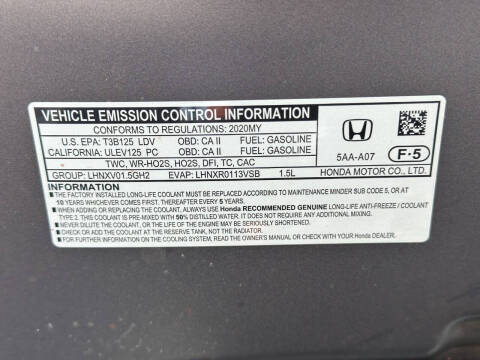 VEHICLE EMISSION CONTROL INFORMATION
CONFORMS TO REGULATIONS: 2020MY
U.S. EPA: T3B125 LDV OBD: CA II FUEL: GASOLINE
CALIFORNIA: ULEV125 PC OBD: CA II FUEL: GASOLINE
TWC, WR-HO2S, HO2S, DFI, TC, CAC
GROUP: LHNXV01.5GH2 EVAP: LHNXR0113VSB 1.5L
HONDA
5AA-A07 F-5
HONDA MOTOR CO., LTD.
INFORMATION
■ THE INSTALLED LONG-LIFE COOLANT MUST BE REPLACED ACCORDING TO MAINTENANCE MINDER SUB CODE 5, OR AT
10 YEARS WHICHEVER COMES FIRST. THEREAFTER EVERY 5 YEARS.
■ WHEN ADDING OR REPLACING THE COOLANT, ALWAYS USE Honda RECOMMENDED GENUINE LONG-LIFE ANTI-FREEZE / COOLANT
TYPE 2. THIS COOLANT IS PRE-MIXED WITH 50% DISTILLED WATER, IT DOES NOT REQUIRE ANY ADDITIONAL MIXING.
■ NEVER DILUTE THE COOLANT, OR THE LIFE OF THE ENGINE MAY BE SERIOUSLY SHORTENED.
■ ALWAYS ADD COOLANT AT THE RESERVE TANK, NOT THE RADIATOR.
■ FOR FURTHER INFORMATION ON THE COOLING SYSTEM, READ THE OWNER'S MANUAL OR CHECK WITH YOUR Honda DEALER.